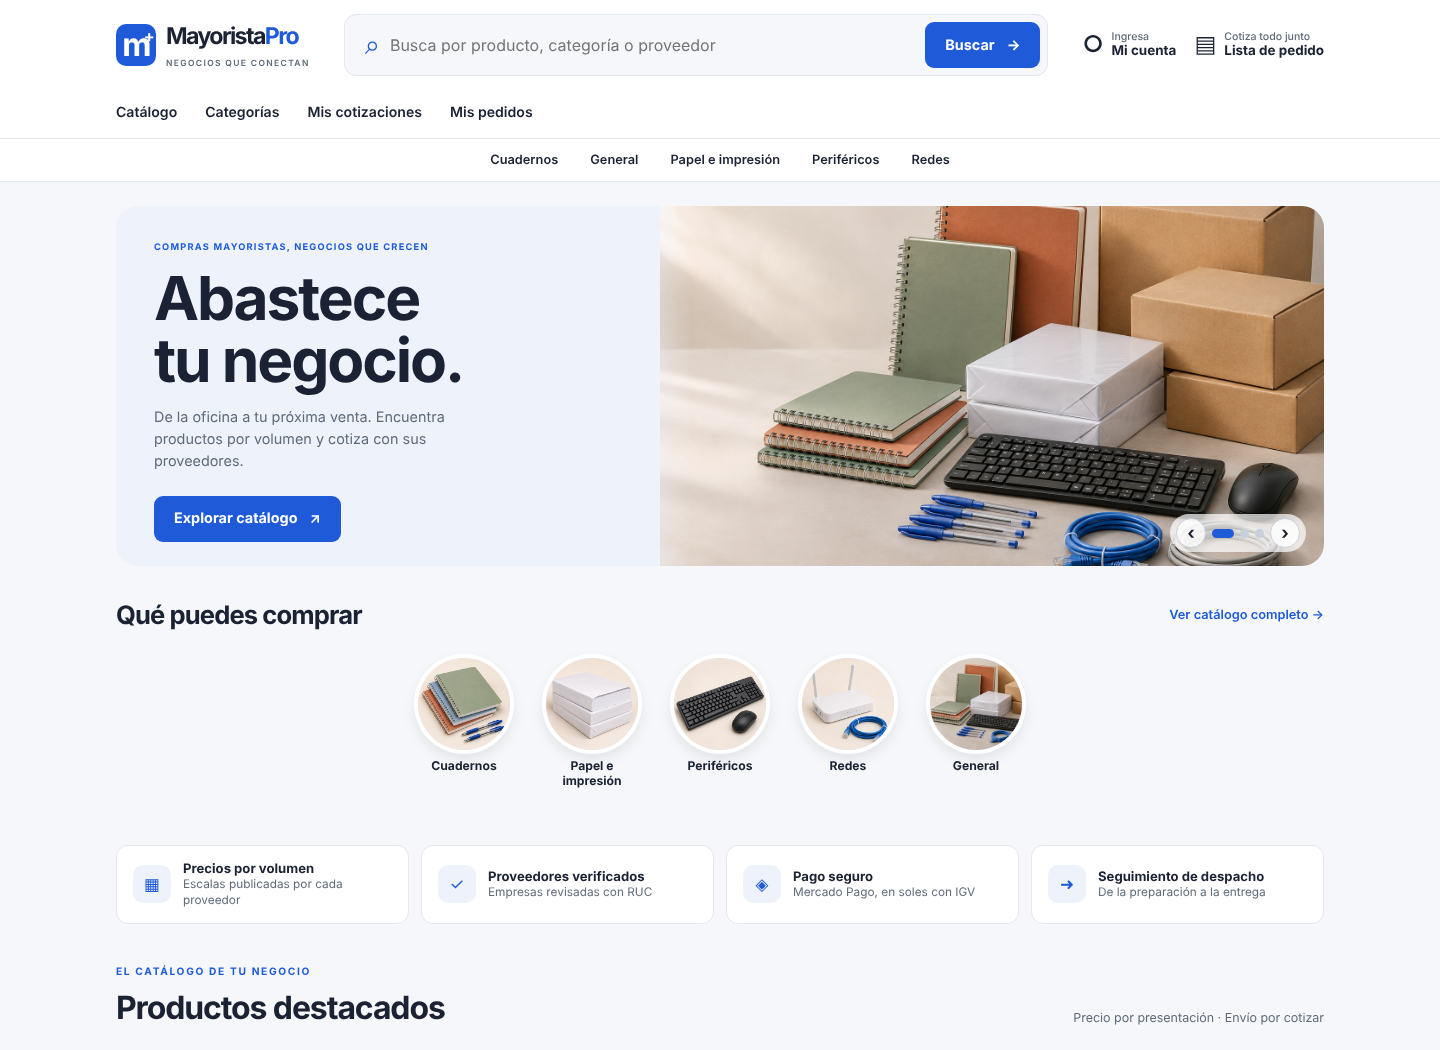 m+
MayoristaPro
NEGOCIOS QUE CONECTAN
Busca por producto, categoría o proveedor
Buscar →
Ingresa
Mi cuenta
Cotiza todo junto
Lista de pedido
Catálogo
Categorías
Mis cotizaciones
Mis pedidos
Cuadernos
General
Papel e impresión
Periféricos
Redes
COMPRAS MAYORISTAS, NEGOCIOS QUE CRECEN
Abastece
tu negocio.
De la oficina a tu próxima venta. Encuentra
productos por volumen y cotiza con sus
proveedores.
Explorar catálogo ↗
Qué puedes comprar
Ver catálogo completo →
Cuadernos
Papel e
impresión
Periféricos
Redes
General
Precios por volumen
Escalas publicadas por cada
proveedor
Proveedores verificados
Empresas revisadas con RUC
Pago seguro
Mercado Pago, en soles con IGV
Seguimiento de despacho
De la preparación a la entrega
EL CATÁLOGO DE TU NEGOCIO
Productos destacados
Precio por presentación · Envío por cotizar